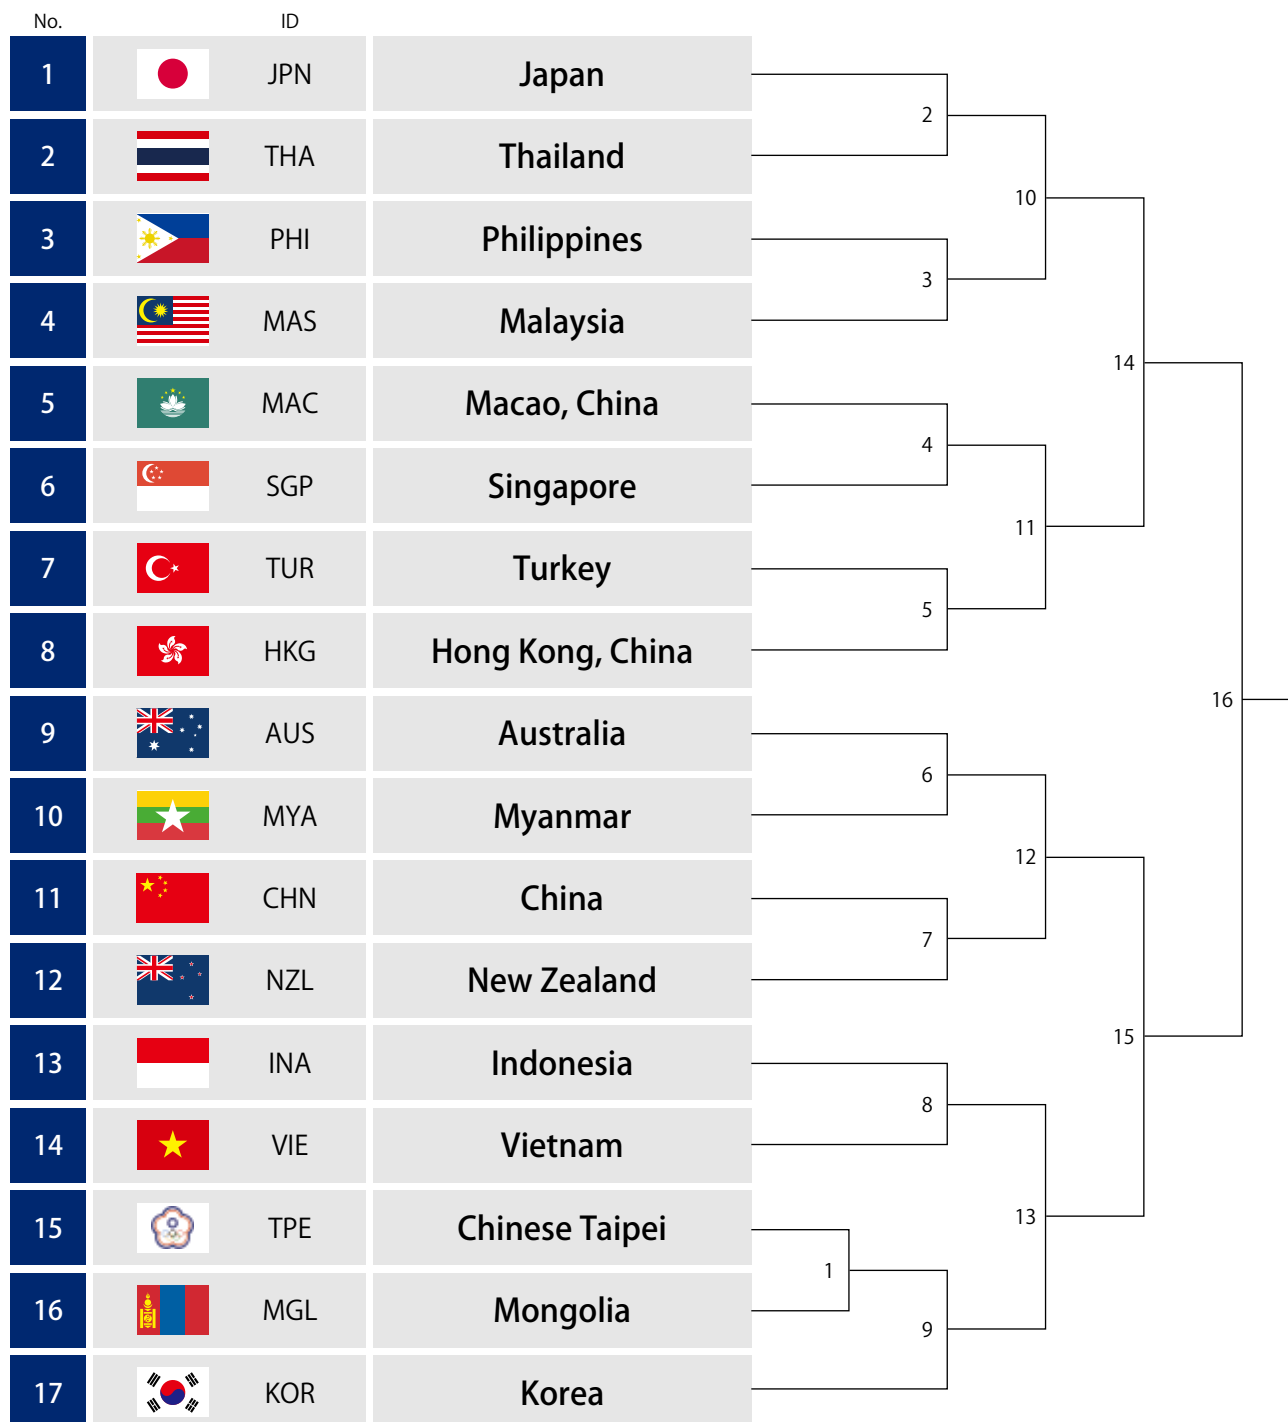 No. ID
1 JPN Japan
2 THA Thailand
3 PHI Philippines
4 MAS Malaysia
5 MAC Macao, China
6 SGP Singapore
7 TUR Turkey
8 HKG Hong Kong, China
9 AUS Australia
10 MYA Myanmar
11 CHN China
12 NZL New Zealand
13 INA Indonesia
14 VIE Vietnam
15 TPE Chinese Taipei
16 MGL Mongolia
17 KOR Korea
2
10
3
14
4
11
5
16
6
12
7
15
8
13
1
9